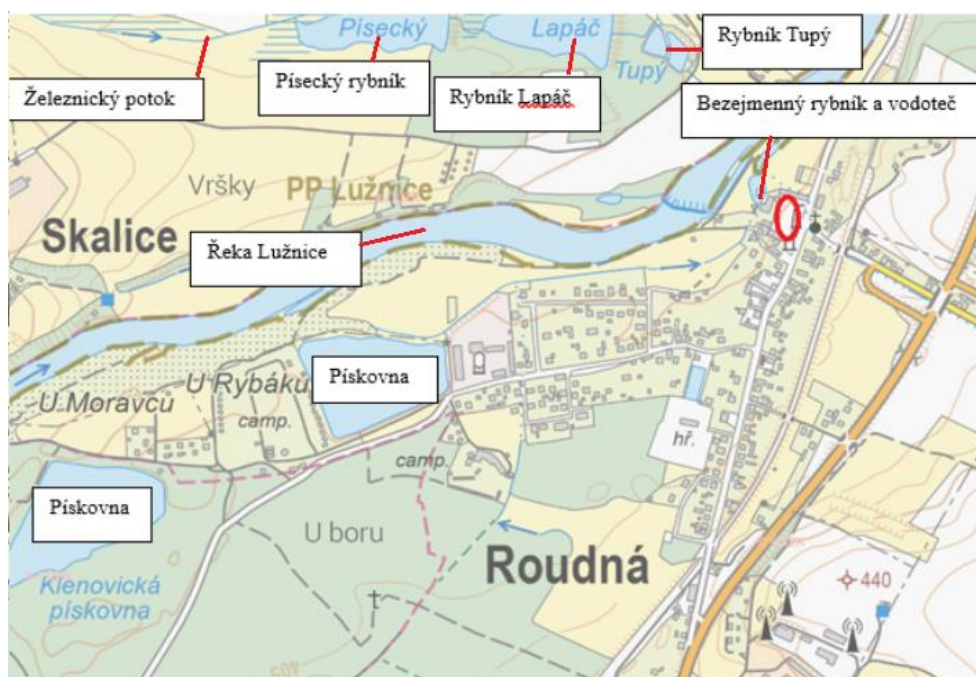 Písecký
Lapáč
Tupý
Rybník Tupý
Železnický potok
Písecký rybník
Rybník Lapáč
Bezejmenný rybník a vodoteč
Vršky
PP Lužnice
Skalice
Řeka Lužnice
Pískovna
U Rybáků
U Moravců
camp.
hř.
camp.
Pískovna
U boru
Roudná
440
Klenovická
pískovna
403